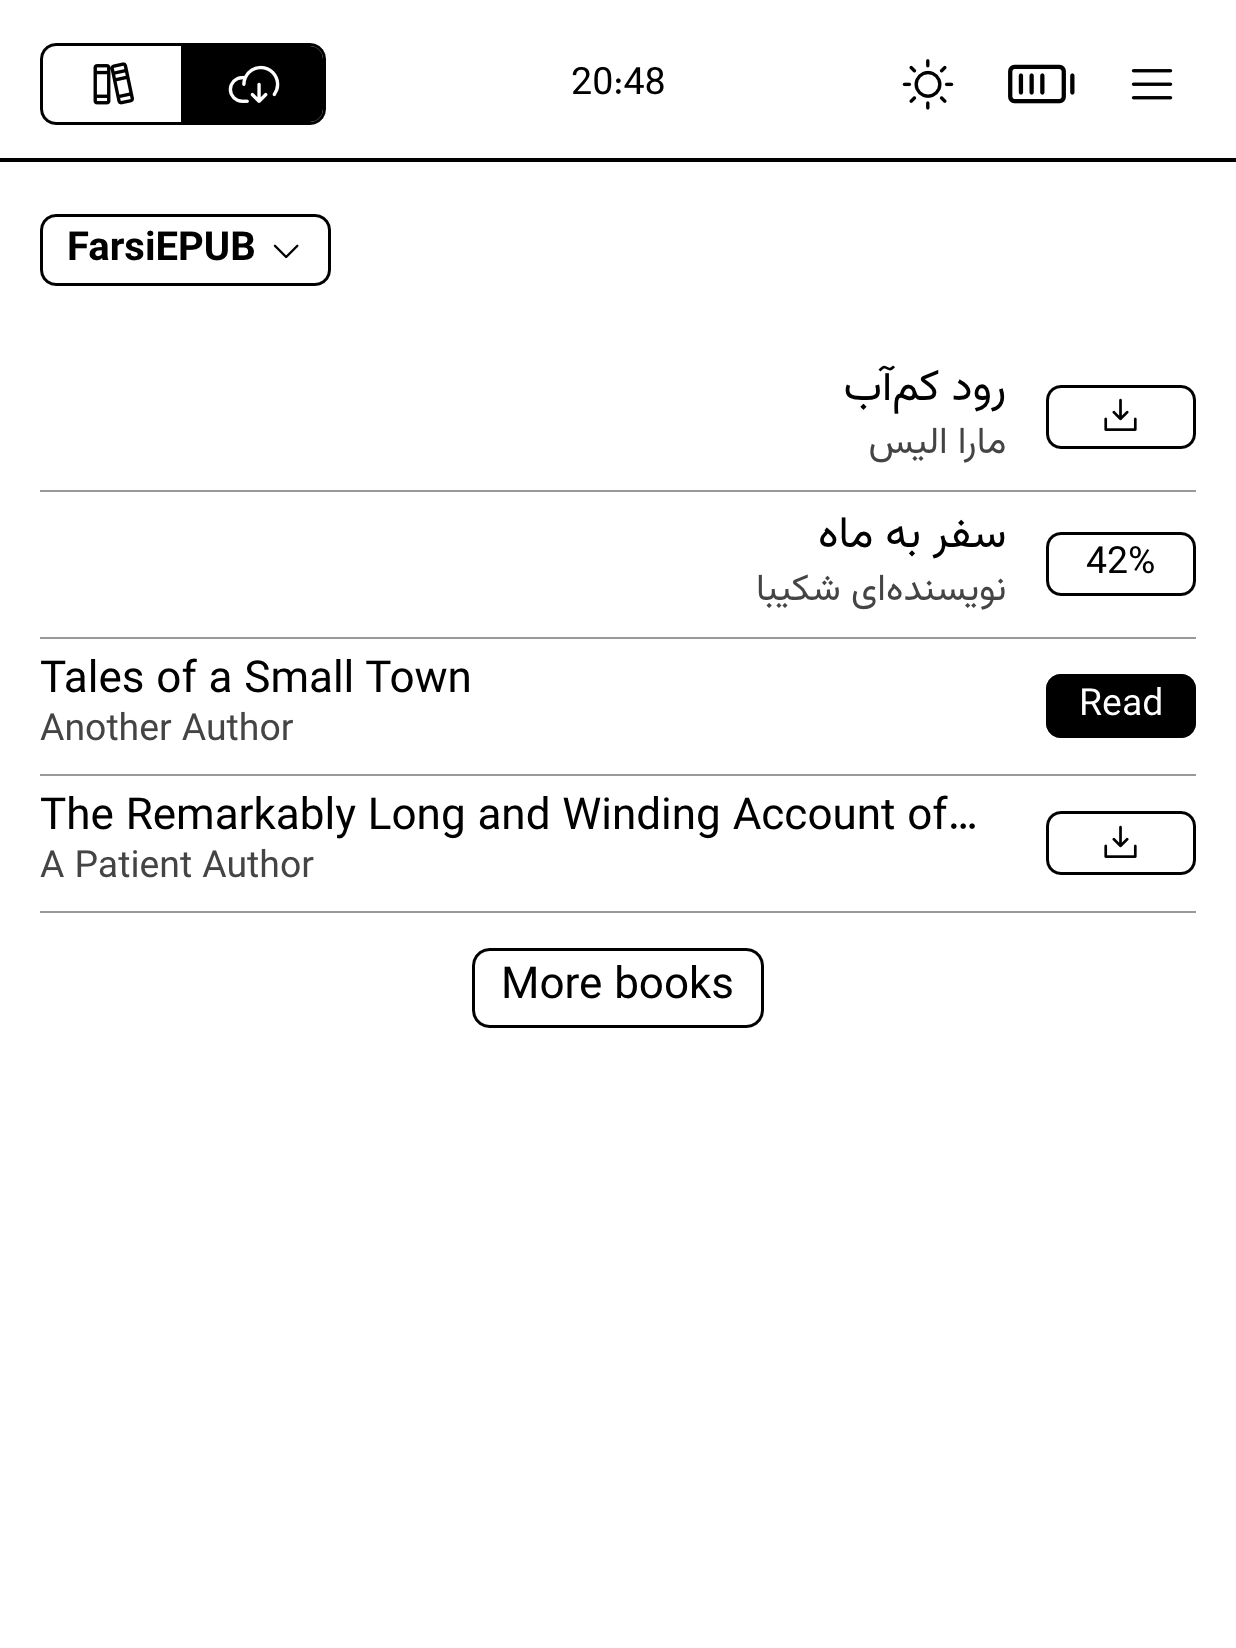 20:48
FarsiEPUB
رود کم‌آب
مارا الیس
سفر به ماه
نویسنده‌ای شکیبا
42%
Tales of a Small Town
Another Author
Read
The Remarkably Long and Winding Account of…
A Patient Author
More books